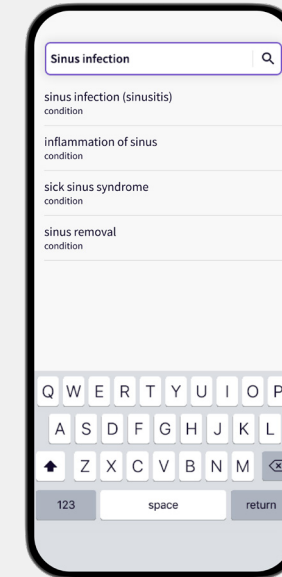 Sinus infection
sinus infection (sinusitis)
condition
inflammation of sinus
condition
sick sinus syndrome
condition
sinus removal
condition
Q W E R T Y U I O P
A S D F G H J K L
Z X C V B N M
123 space return